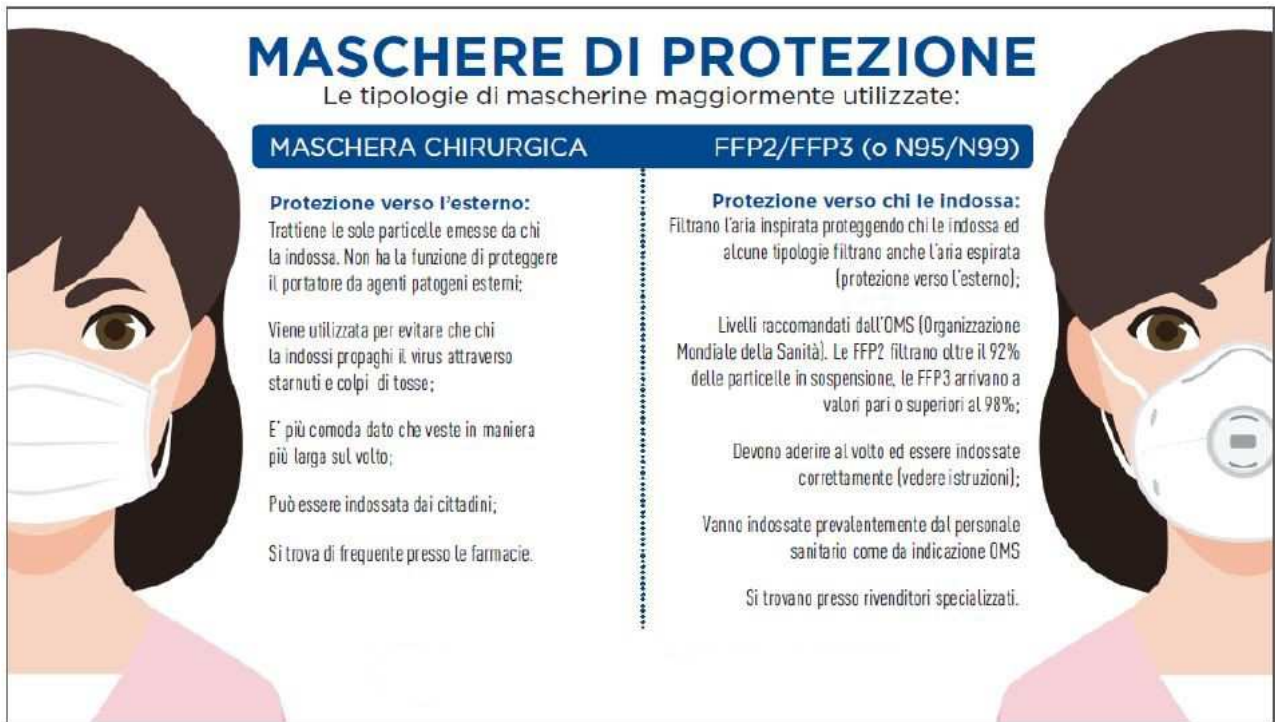 MASCHERE DI PROTEZIONE
Le tipologie di mascherine maggiormente utilizzate:
MASCHERA CHIRURGICA
Protezione verso l'esterno:
Trattiene le sole particelle emesse da chi
la indossa. Non ha la funzione di proteggere
il portatore da agenti patogeni esterni;
Viene utilizzata per evitare che chi
la indossi propaghi il virus attraverso
starnuti e colpi di tosse;
E' più comoda dato che veste in maniera
più larga sul volto;
Può essere indossata dai cittadini;
Si trova di frequente presso le farmacie.
FFP2/FFP3 (o N95/N99)
Protezione verso chi le indossa:
Filtrano l'aria inspirata proteggendo chi le indossa ed
alcune tipologie filtrano anche l'aria espirata
(protezione verso l'esterno);
Livelli raccomandati dall'OMS (Organizzazione
Mondiale della Sanità). Le FFP2 filtrano oltre il 92%
delle particelle in sospensione, le FFP3 arrivano a
valori pari o superiori al 98%;
Devono aderire al volto ed essere indossate
correttamente (vedere istruzioni);
Vanno indossate prevalentemente dal personale
sanitario come da indicazione OMS
Si trovano presso rivenditori specializzati.